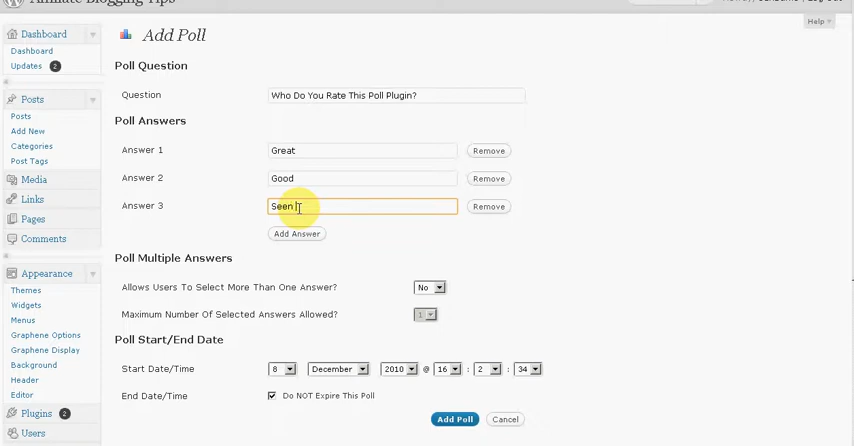 Affiliate Blogging Tips
Help
Add Poll
Dashboard
Dashboard
Updates 2
Posts
Posts
Add New
Categories
Post Tags
Media
Links
Pages
Comments
Appearance
Themes
Widgets
Menus
Graphene Options
Graphene Display
Background
Header
Editor
Plugins 2
Users
Poll Question
Question Who Do You Rate This Poll Plugin?
Poll Answers
Answer 1 Great Remove
Answer 2 Good Remove
Answer 3 Seen Remove
Add Answer
Poll Multiple Answers
Allows Users To Select More Than One Answer? No
Maximum Number Of Selected Answers Allowed? 1
Poll Start/End Date
Start Date/Time 8 December 2010 @ 16 : 2 : 34
End Date/Time Do NOT Expire This Poll
Add Poll Cancel